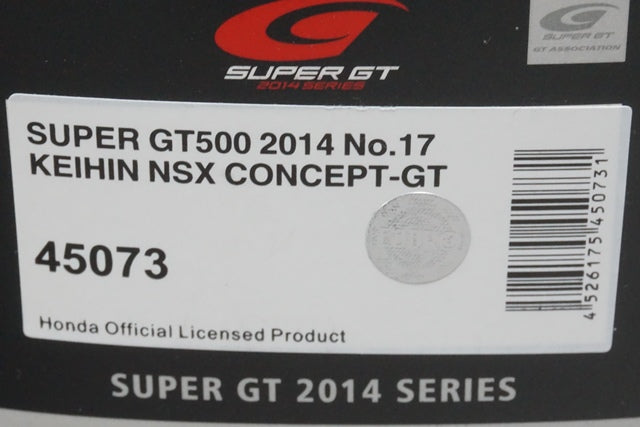 SUPER GT
2014 SERIES
SUPER GT
GT ASSOCIATION
SUPER GT500 2014 No.17
KEIHIN NSX CONCEPT-GT
45073
4 526175 450731
Honda Official Licensed Product
SUPER GT 2014 SERIES